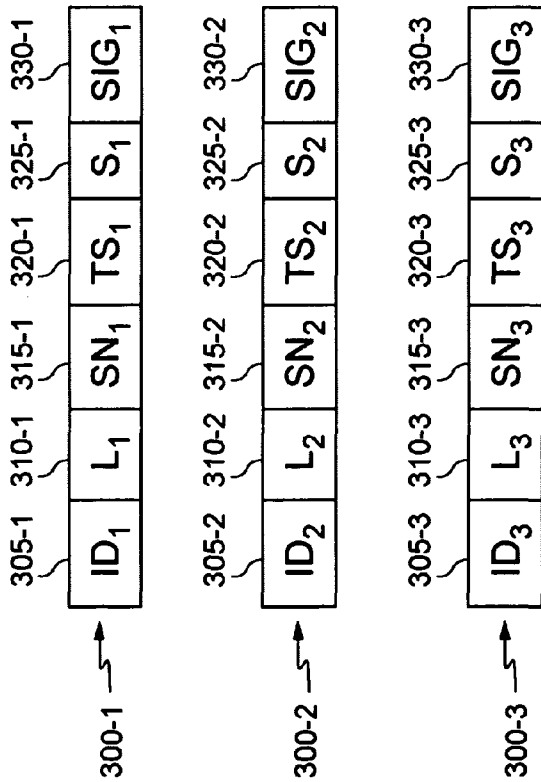 305-1 310-1 315-1 320-1 325-1 330-1
ID₁ L₁ SN₁ TS₁ S₁ SIG₁
300-1
305-2 310-2 315-2 320-2 325-2 330-2
ID₂ L₂ SN₂ TS₂ S₂ SIG₂
300-2
305-3 310-3 315-3 320-3 325-3 330-3
ID₃ L₃ SN₃ TS₃ S₃ SIG₃
300-3